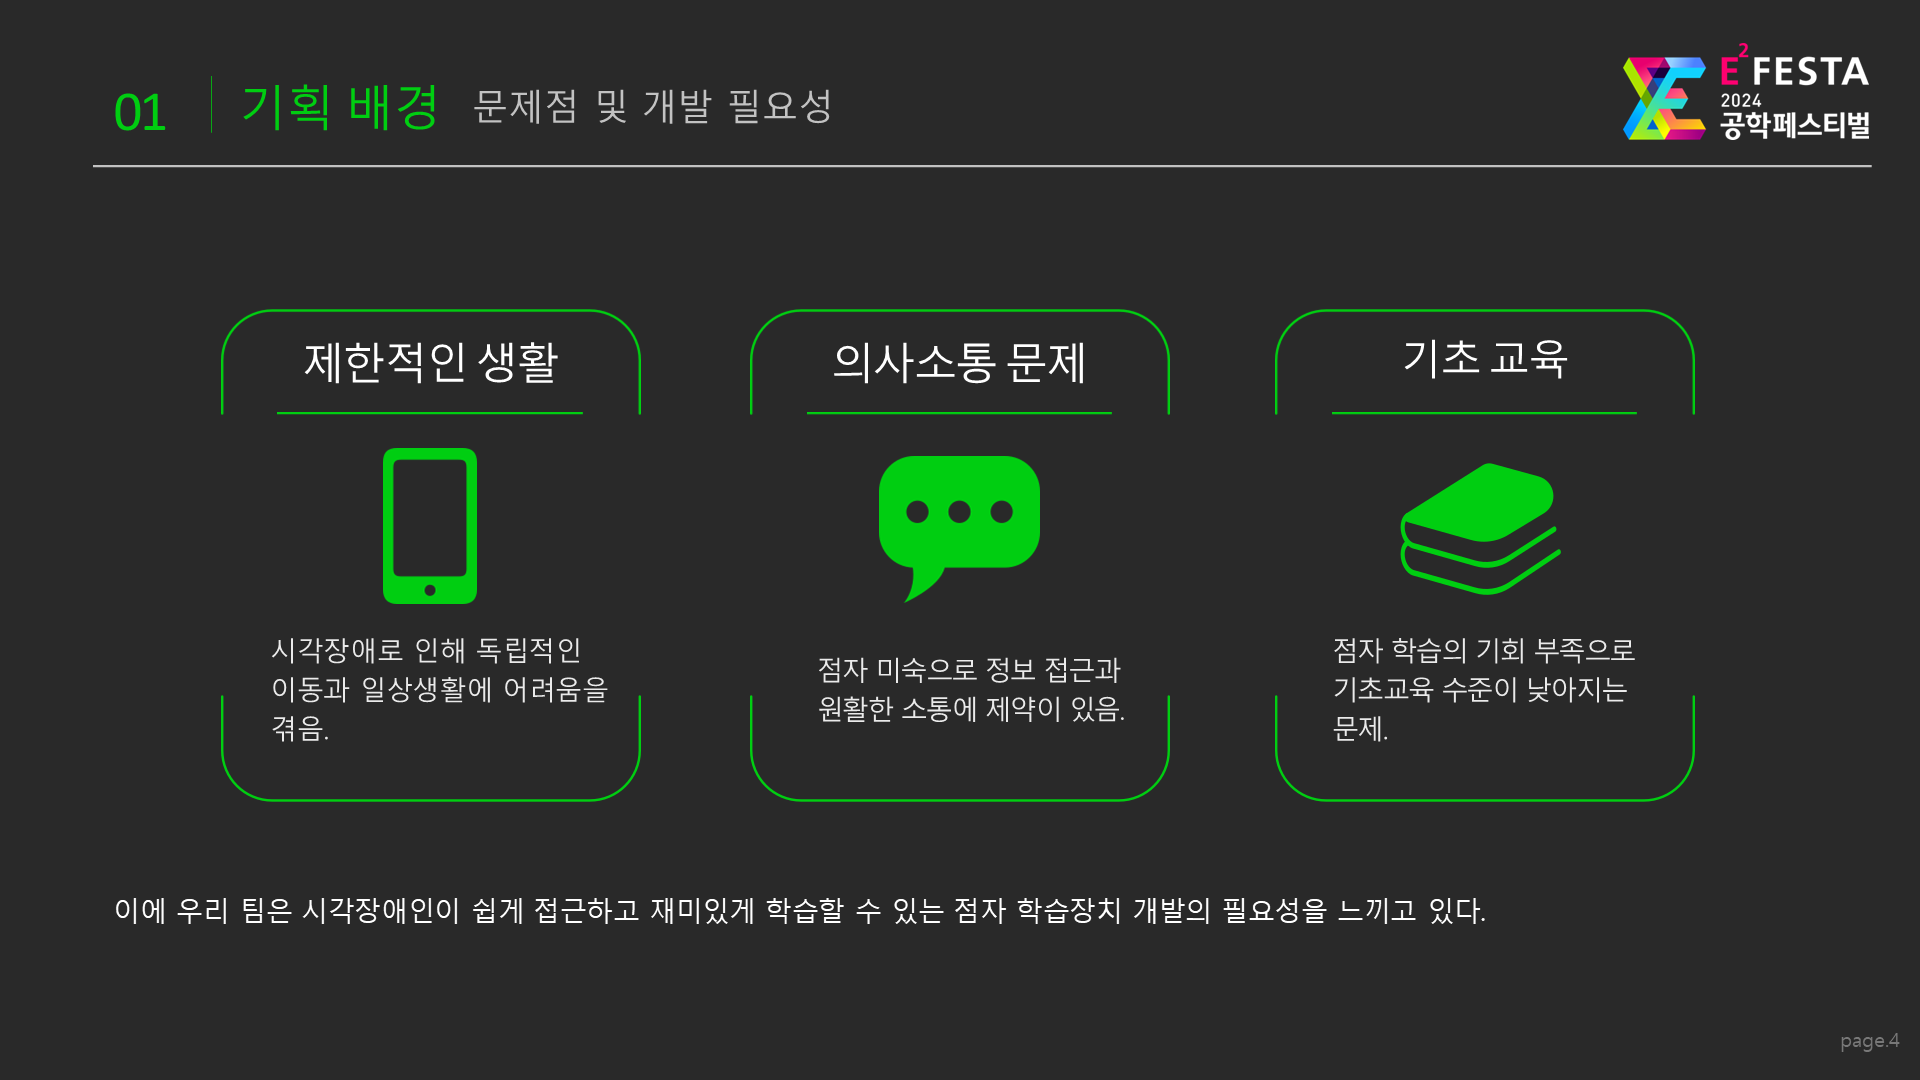 01 기획 배경 문제점 및 개발 필요성
E² FESTA
2024
공학페스티벌
제한적인 생활
시각장애로 인해 독립적인
이동과 일상생활에 어려움을
겪음.
의사소통 문제
점자 미숙으로 정보 접근과
원활한 소통에 제약이 있음.
기초 교육
점자 학습의 기회 부족으로
기초교육 수준이 낮아지는
문제.
이에 우리 팀은 시각장애인이 쉽게 접근하고 재미있게 학습할 수 있는 점자 학습장치 개발의 필요성을 느끼고 있다.
page.4